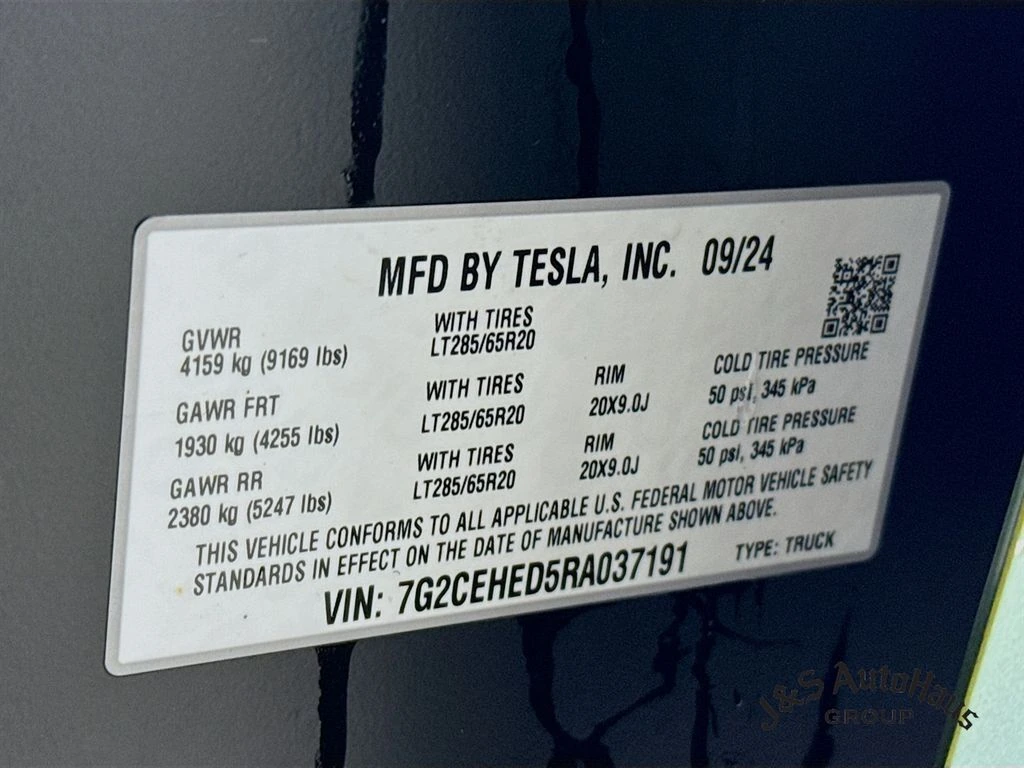 MFD BY TESLA, INC. 09/24
GVWR
4159 kg (9169 lbs)
WITH TIRES
LT285/65R20
GAWR FRT
1930 kg (4255 lbs)
WITH TIRES
LT285/65R20
RIM
20X9.0J
COLD TIRE PRESSURE
50 psi, 345 kPa
GAWR RR
2380 kg (5247 lbs)
WITH TIRES
LT285/65R20
RIM
20X9.0J
COLD TIRE PRESSURE
50 psi, 345 kPa
THIS VEHICLE CONFORMS TO ALL APPLICABLE U.S. FEDERAL MOTOR VEHICLE SAFETY
STANDARDS IN EFFECT ON THE DATE OF MANUFACTURE SHOWN ABOVE.
VIN: 7G2CEHED5RA037191 TYPE: TRUCK
J&S AutoHaus
GROUP